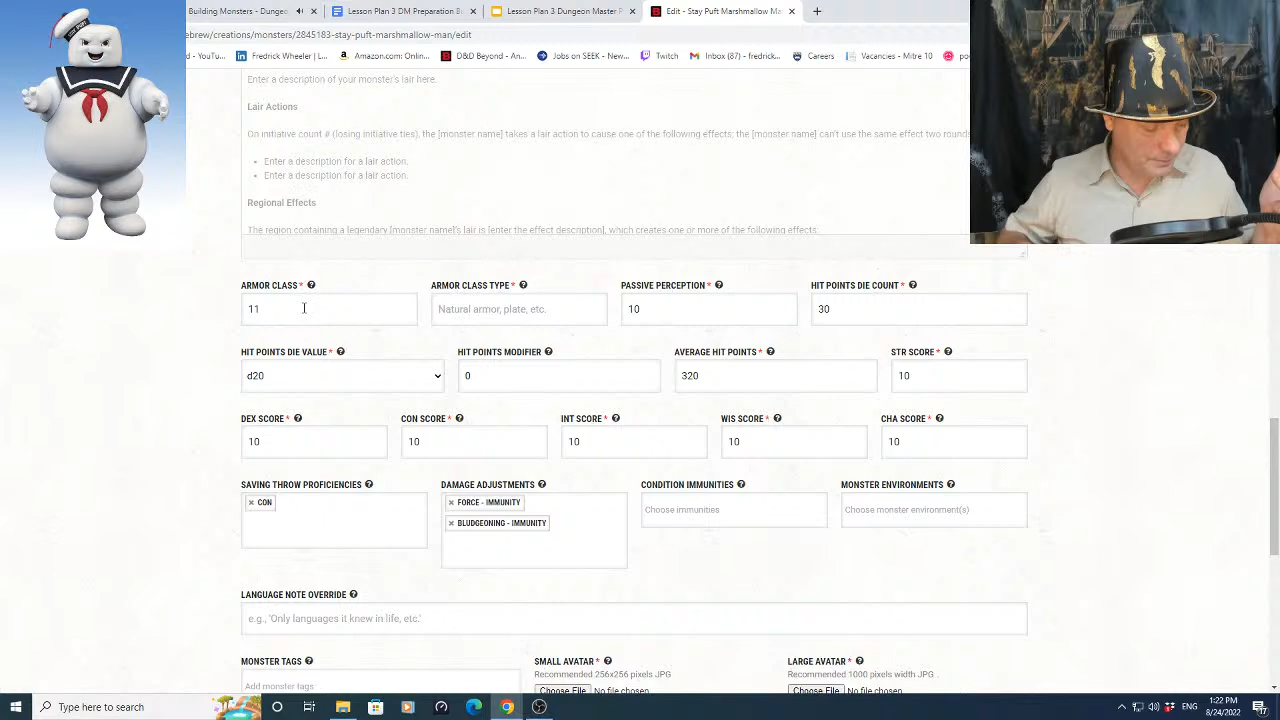 Building Monsters - Dunge
Lesson Plan 3 DM Preparation B
Lesson Plan 3.Dungeon Master P
Edit - Stay Puft Marshmallow Ma
ebrew/creations/monsters/2845183-stay-puft-marshmallow-man/edit
d - YouTu... Fredrick Wheeler | L... Amazon.com: Onlin... D&D Beyond - An... Jobs on SEEK - New... Twitch Inbox (87) - fredrick... Careers Vacancies - Mitre 10 po
Enter a description of your monster's lair here.
Lair Actions
On initiative count # (losing initiative ties), the [monster name] takes a lair action to cause one of the following effects; the [monster name] can't use the same effect two rounds
Enter a description for a lair action.
Enter a description for a lair action.
Regional Effects
The region containing a legendary [monster name]'s lair is [enter the effect description], which creates one or more of the following effects:
ARMOR CLASS * ARMOR CLASS TYPE * PASSIVE PERCEPTION * HIT POINTS DIE COUNT *
11 Natural armor, plate, etc. 10 30
HIT POINTS DIE VALUE * HIT POINTS MODIFIER AVERAGE HIT POINTS * STR SCORE *
d20 0 320 10
DEX SCORE * CON SCORE * INT SCORE * WIS SCORE * CHA SCORE *
10 10 10 10 10
SAVING THROW PROFICIENCIES DAMAGE ADJUSTMENTS CONDITION IMMUNITIES MONSTER ENVIRONMENTS
× CON × FORCE - IMMUNITY Choose immunities Choose monster environment(s)
× BLUDGEONING - IMMUNITY
LANGUAGE NOTE OVERRIDE
e.g., 'Only languages it knew in life, etc.'
MONSTER TAGS SMALL AVATAR * LARGE AVATAR *
Recommended 256x256 pixels JPG Recommended 1000 pixels width JPG
Add monster tags Choose File No file chosen Choose File No file chosen
Type here to search ENG 1:22 PM
8/24/2022 17